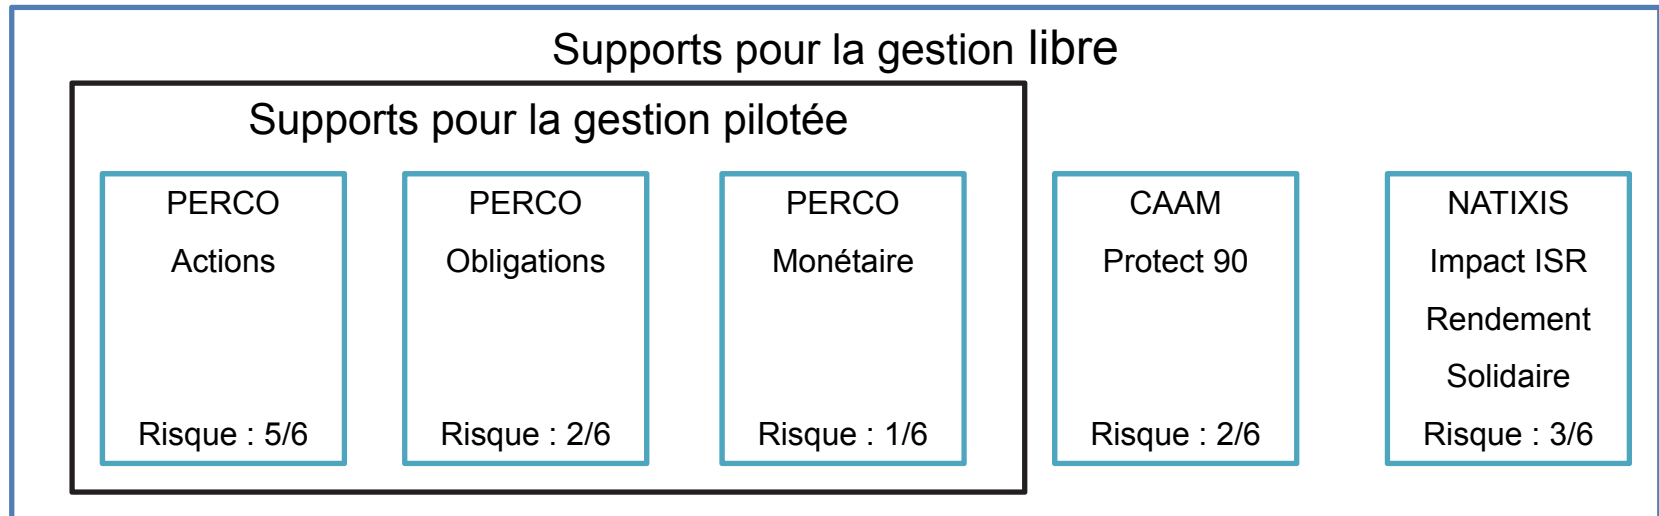 Supports pour la gestion libre
Supports pour la gestion pilotée
PERCO
Actions
Risque : 5/6
PERCO
Obligations
Risque : 2/6
PERCO
Monétaire
Risque : 1/6
CAAM
Protect 90
Risque : 2/6
NATIXIS
Impact ISR
Rendement
Solidaire
Risque : 3/6